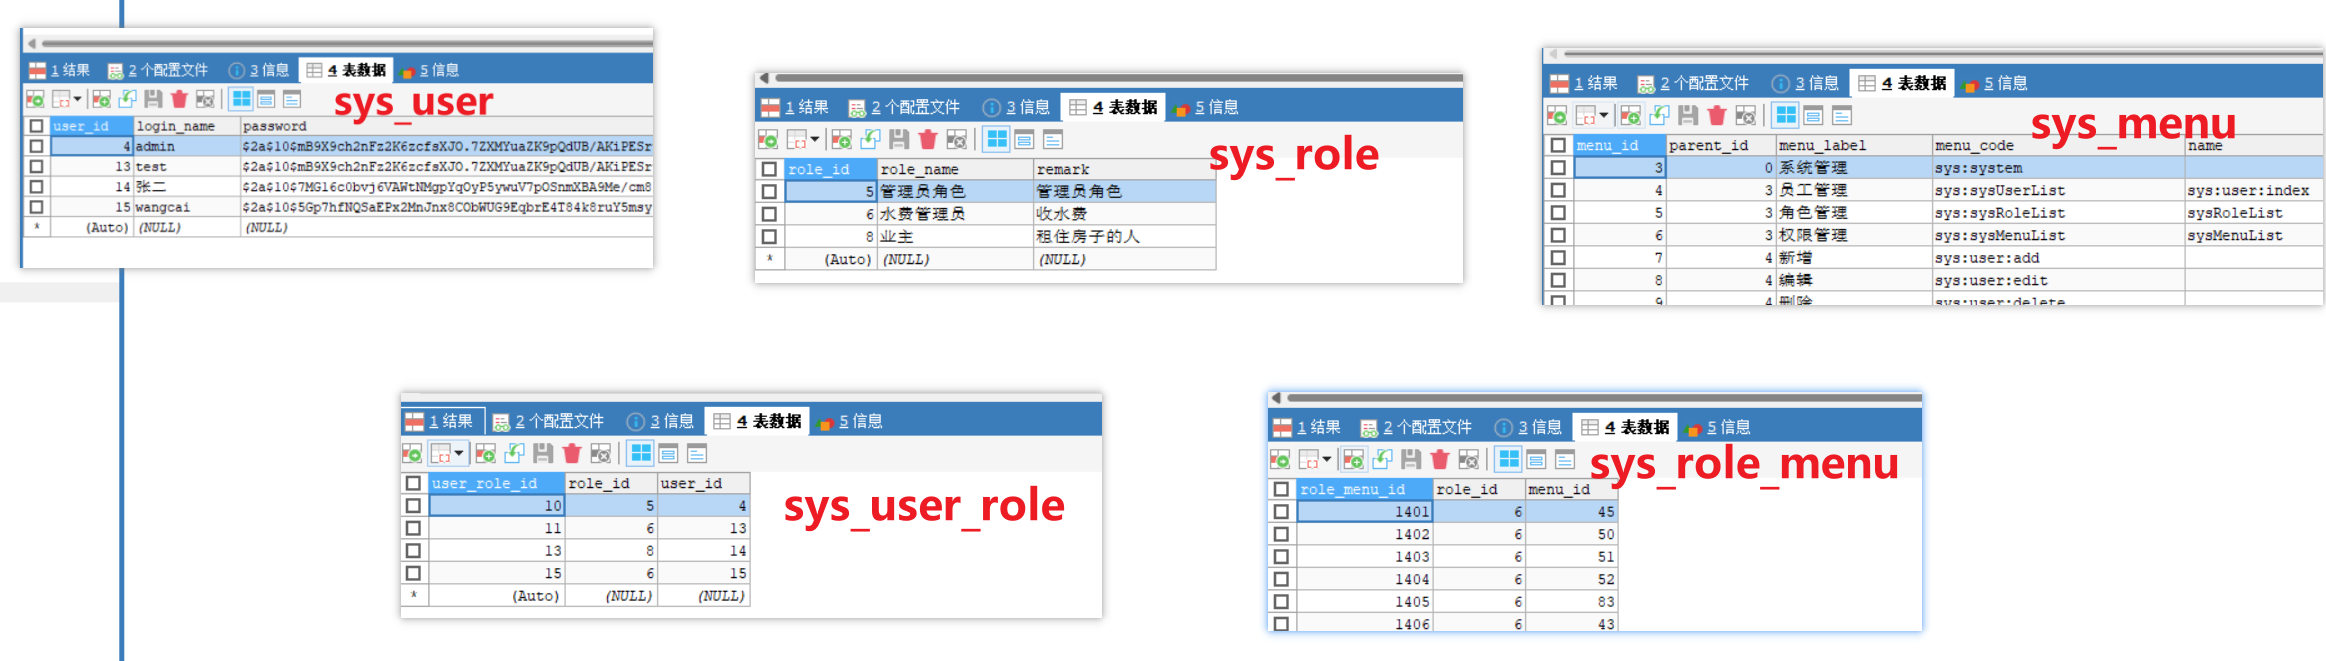 1 结果 2 个配置文件 3 信息 4 表数据 5 信息
sys_user
user_id login_name password
4 admin $2a$10$mB9X9ch2nFz2K6zcfsXJO.7ZXMYuaZK9pQdUB/AKiPESr
13 test $2a$10$mB9X9ch2nFz2K6zcfsXJO.7ZXMYuaZK9pQdUB/AKiPESr
14 张二 $2a$10$7MG16c0bvj6VAWtNMgpYqOyP5ywuV7pOSnmXBA9Me/cm8
15 wangcai $2a$10$5Gp7hfNQSaEPx2MnJnx8CObWUG9EqbrE4T84k8ruY5msy
* (Auto) (NULL) (NULL)
1 结果 2 个配置文件 3 信息 4 表数据 5 信息
sys_role
role_id role_name remark
5 管理员角色 管理员角色
6 水费管理员 收水费
8 业主 租住房子的人
* (Auto) (NULL) (NULL)
1 结果 2 个配置文件 3 信息 4 表数据 5 信息
sys_menu
menu_id parent_id menu_label menu_code name
3 0 系统管理 sys:system
4 3 员工管理 sys:sysUserList sys:user:index
5 3 角色管理 sys:sysRoleList sysRoleList
6 3 权限管理 sys:sysMenuList sysMenuList
7 4 新增 sys:user:add
8 4 编辑 sys:user:edit
9 4 删除 sys:user:delete
1 结果 2 个配置文件 3 信息 4 表数据 5 信息
sys_user_role
user_role_id role_id user_id
10 5 4
11 6 13
13 8 14
15 6 15
* (Auto) (NULL) (NULL)
1 结果 2 个配置文件 3 信息 4 表数据 5 信息
sys_role_menu
role_menu_id role_id menu_id
1401 6 45
1402 6 50
1403 6 51
1404 6 52
1405 6 83
1406 6 43